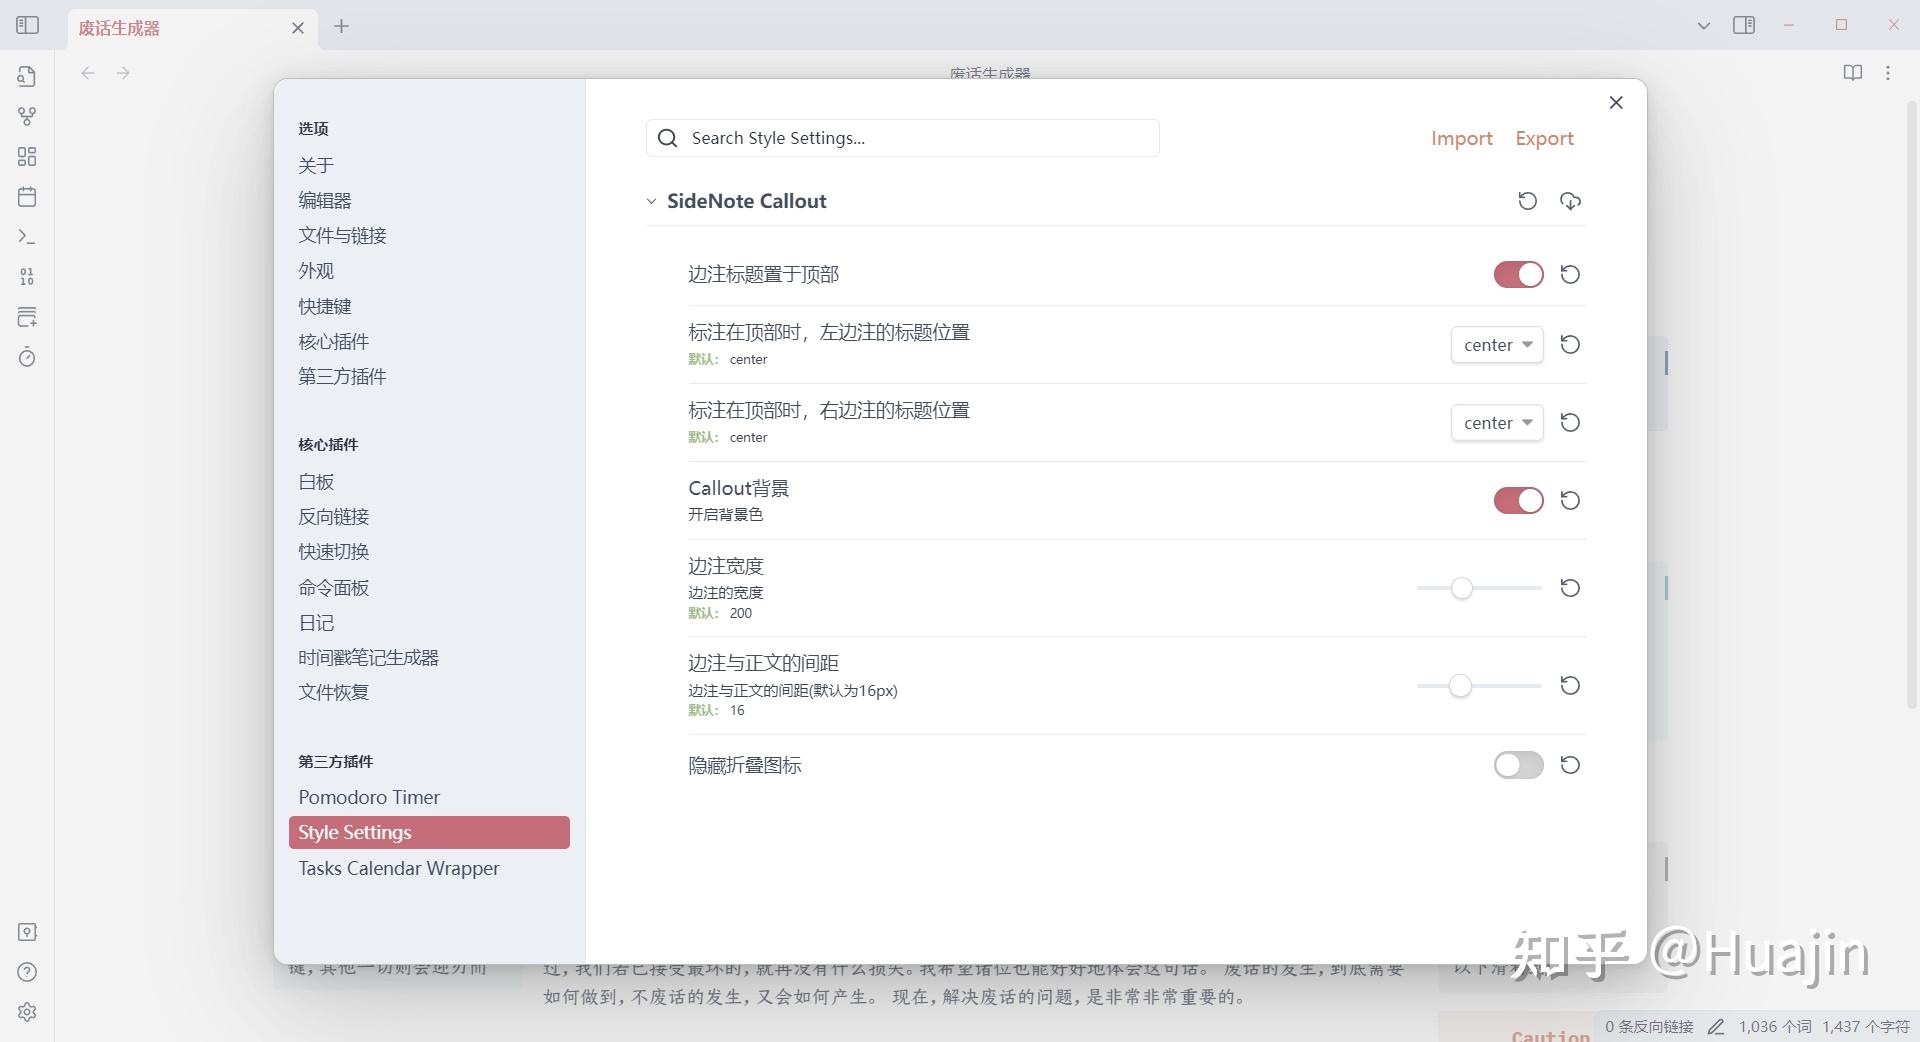 废话生成器
废话生成器
选项
关于
编辑器
文件与链接
外观
快捷键
核心插件
第三方插件
核心插件
白板
反向链接
快速切换
命令面板
日记
时间戳笔记生成器
文件恢复
第三方插件
Pomodoro Timer
Style Settings
Tasks Calendar Wrapper
Search Style Settings...
Import Export
SideNote Callout
边注标题置于顶部
标注在顶部时，左边注的标题位置
默认： center
center
标注在顶部时，右边注的标题位置
默认： center
center
Callout背景
开启背景色
边注宽度
边注的宽度
默认： 200
边注与正文的间距
边注与正文的间距(默认为16px)
默认： 16
隐藏折叠图标
键，其他一切则会迎刃而
过，我们若已接受最坏的，就再没有什么损失。我希望诸位也能好好地体会这句话。 废话的发生，到底需要
如何做到，不废话的发生，又会如何产生。 现在，解决废话的问题，是非常非常重要的。
以下清
Caution
0 条反向链接 1,036 个词 1,437 个字符
知乎 @Huajin